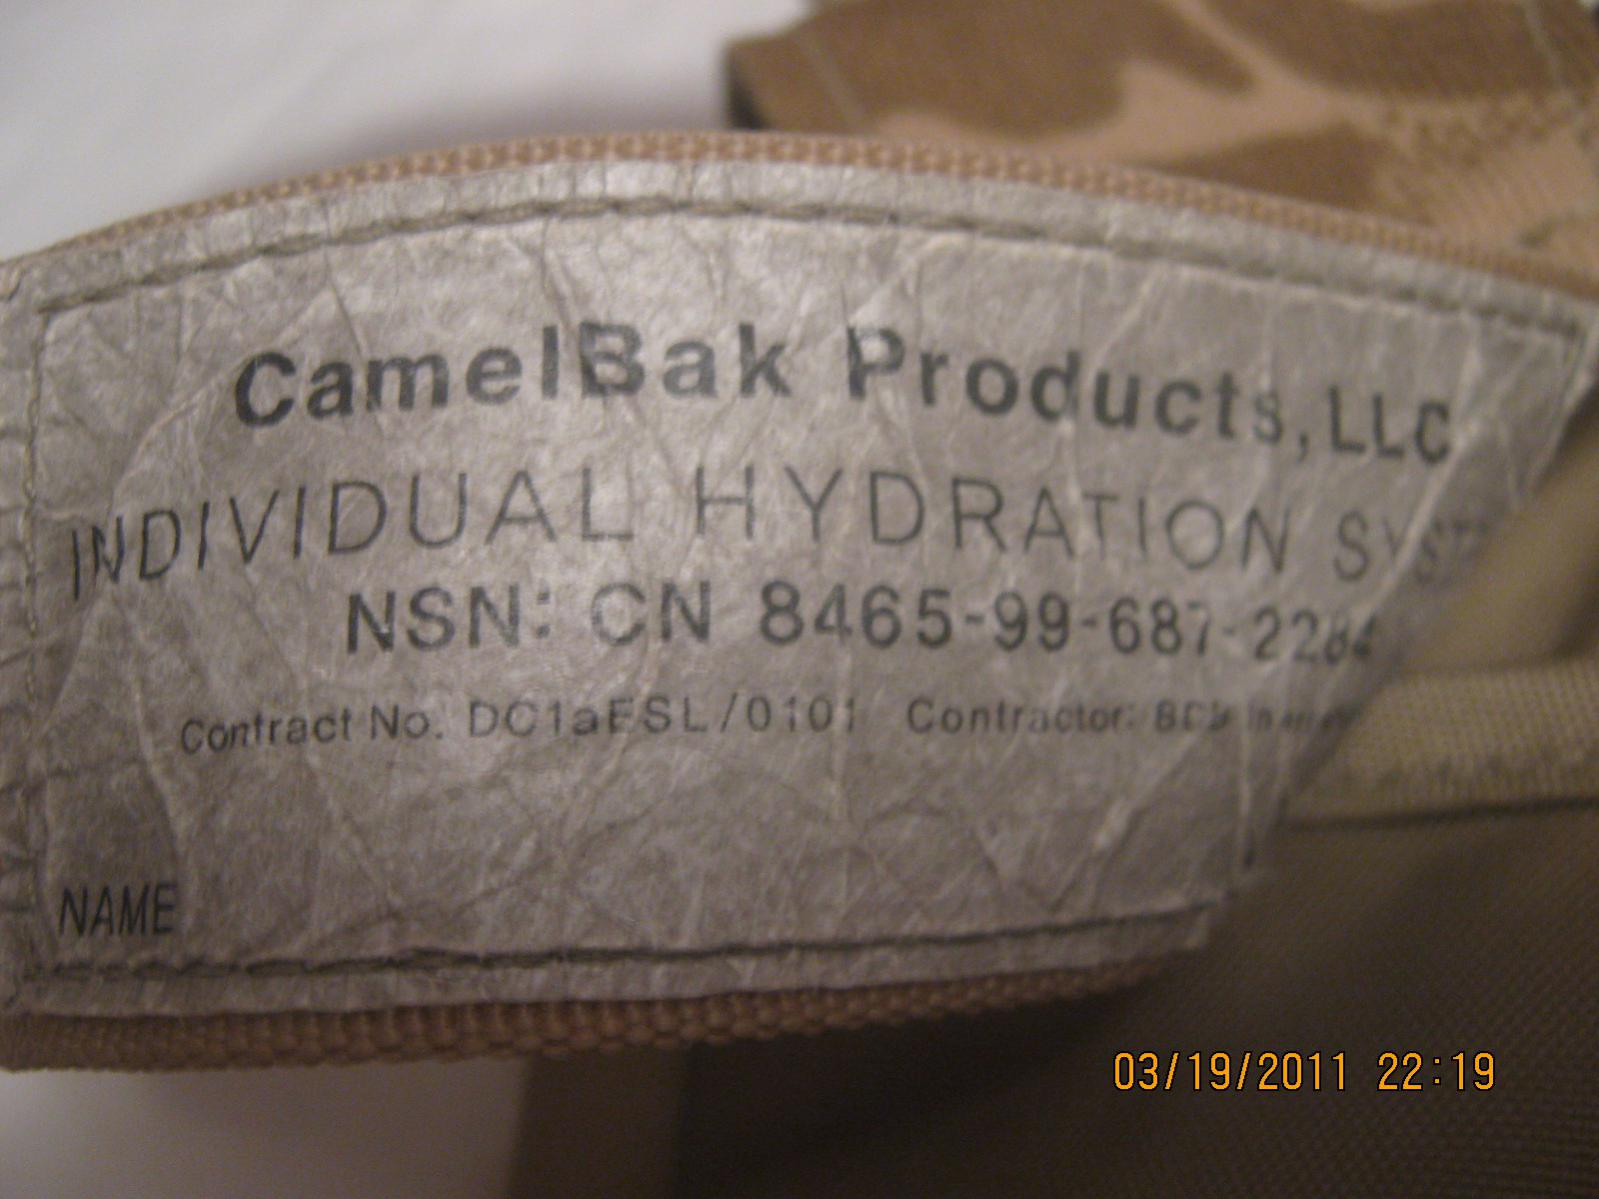 CamelBak Products, LLC
INDIVIDUAL HYDRATION
NSN: CN 8465-99-687-2284
Contract No. DC1aESL/0101 Contractor:
NAME
03/19/2011 22:19